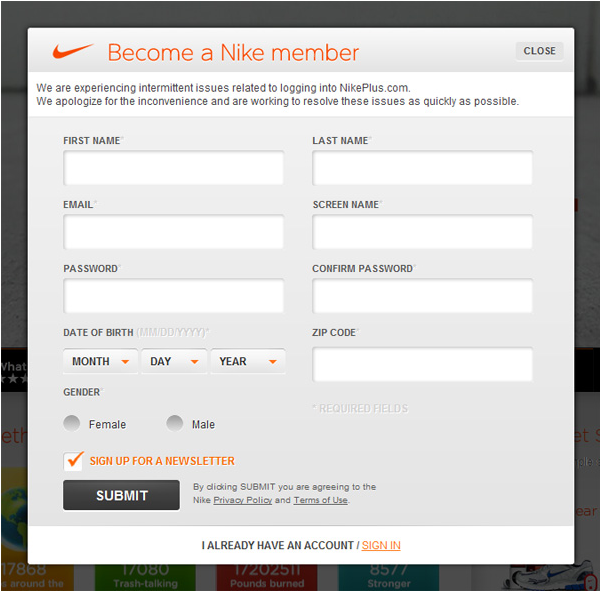 Become a Nike member
CLOSE
We are experiencing intermittent issues related to logging into NikePlus.com.
We apologize for the inconvenience and are working to resolve these issues as quickly as possible.
FIRST NAME*
LAST NAME*
EMAIL*
SCREEN NAME*
PASSWORD*
CONFIRM PASSWORD*
DATE OF BIRTH (MM/DD/YYYY)*
ZIP CODE*
MONTH
DAY
YEAR
GENDER*
* REQUIRED FIELDS
Female
Male
SIGN UP FOR A NEWSLETTER
SUBMIT
By clicking SUBMIT you are agreeing to the
Nike Privacy Policy and Terms of Use.
I ALREADY HAVE AN ACCOUNT / SIGN IN
What
17868
17080
17202511
8577
s around the
Trash-talking
Pounds burned
Stronger